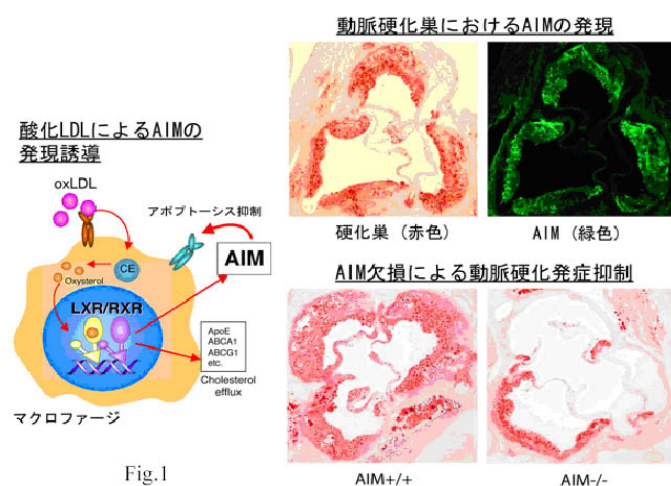 動脈硬化巣におけるAIMの発現
酸化LDLによるAIMの
発現誘導
oxLDL
アポプトーシス抑制
AIM
CE
Oxysterol
LXR/RXR
ApoE
ABCA1
ABCG1
etc.
Cholesterol
efflux
マクロファージ
Fig.1
硬化巣 (赤色)
AIM (緑色)
AIM欠損による動脈硬化発症抑制
AIM+/+
AIM-/-